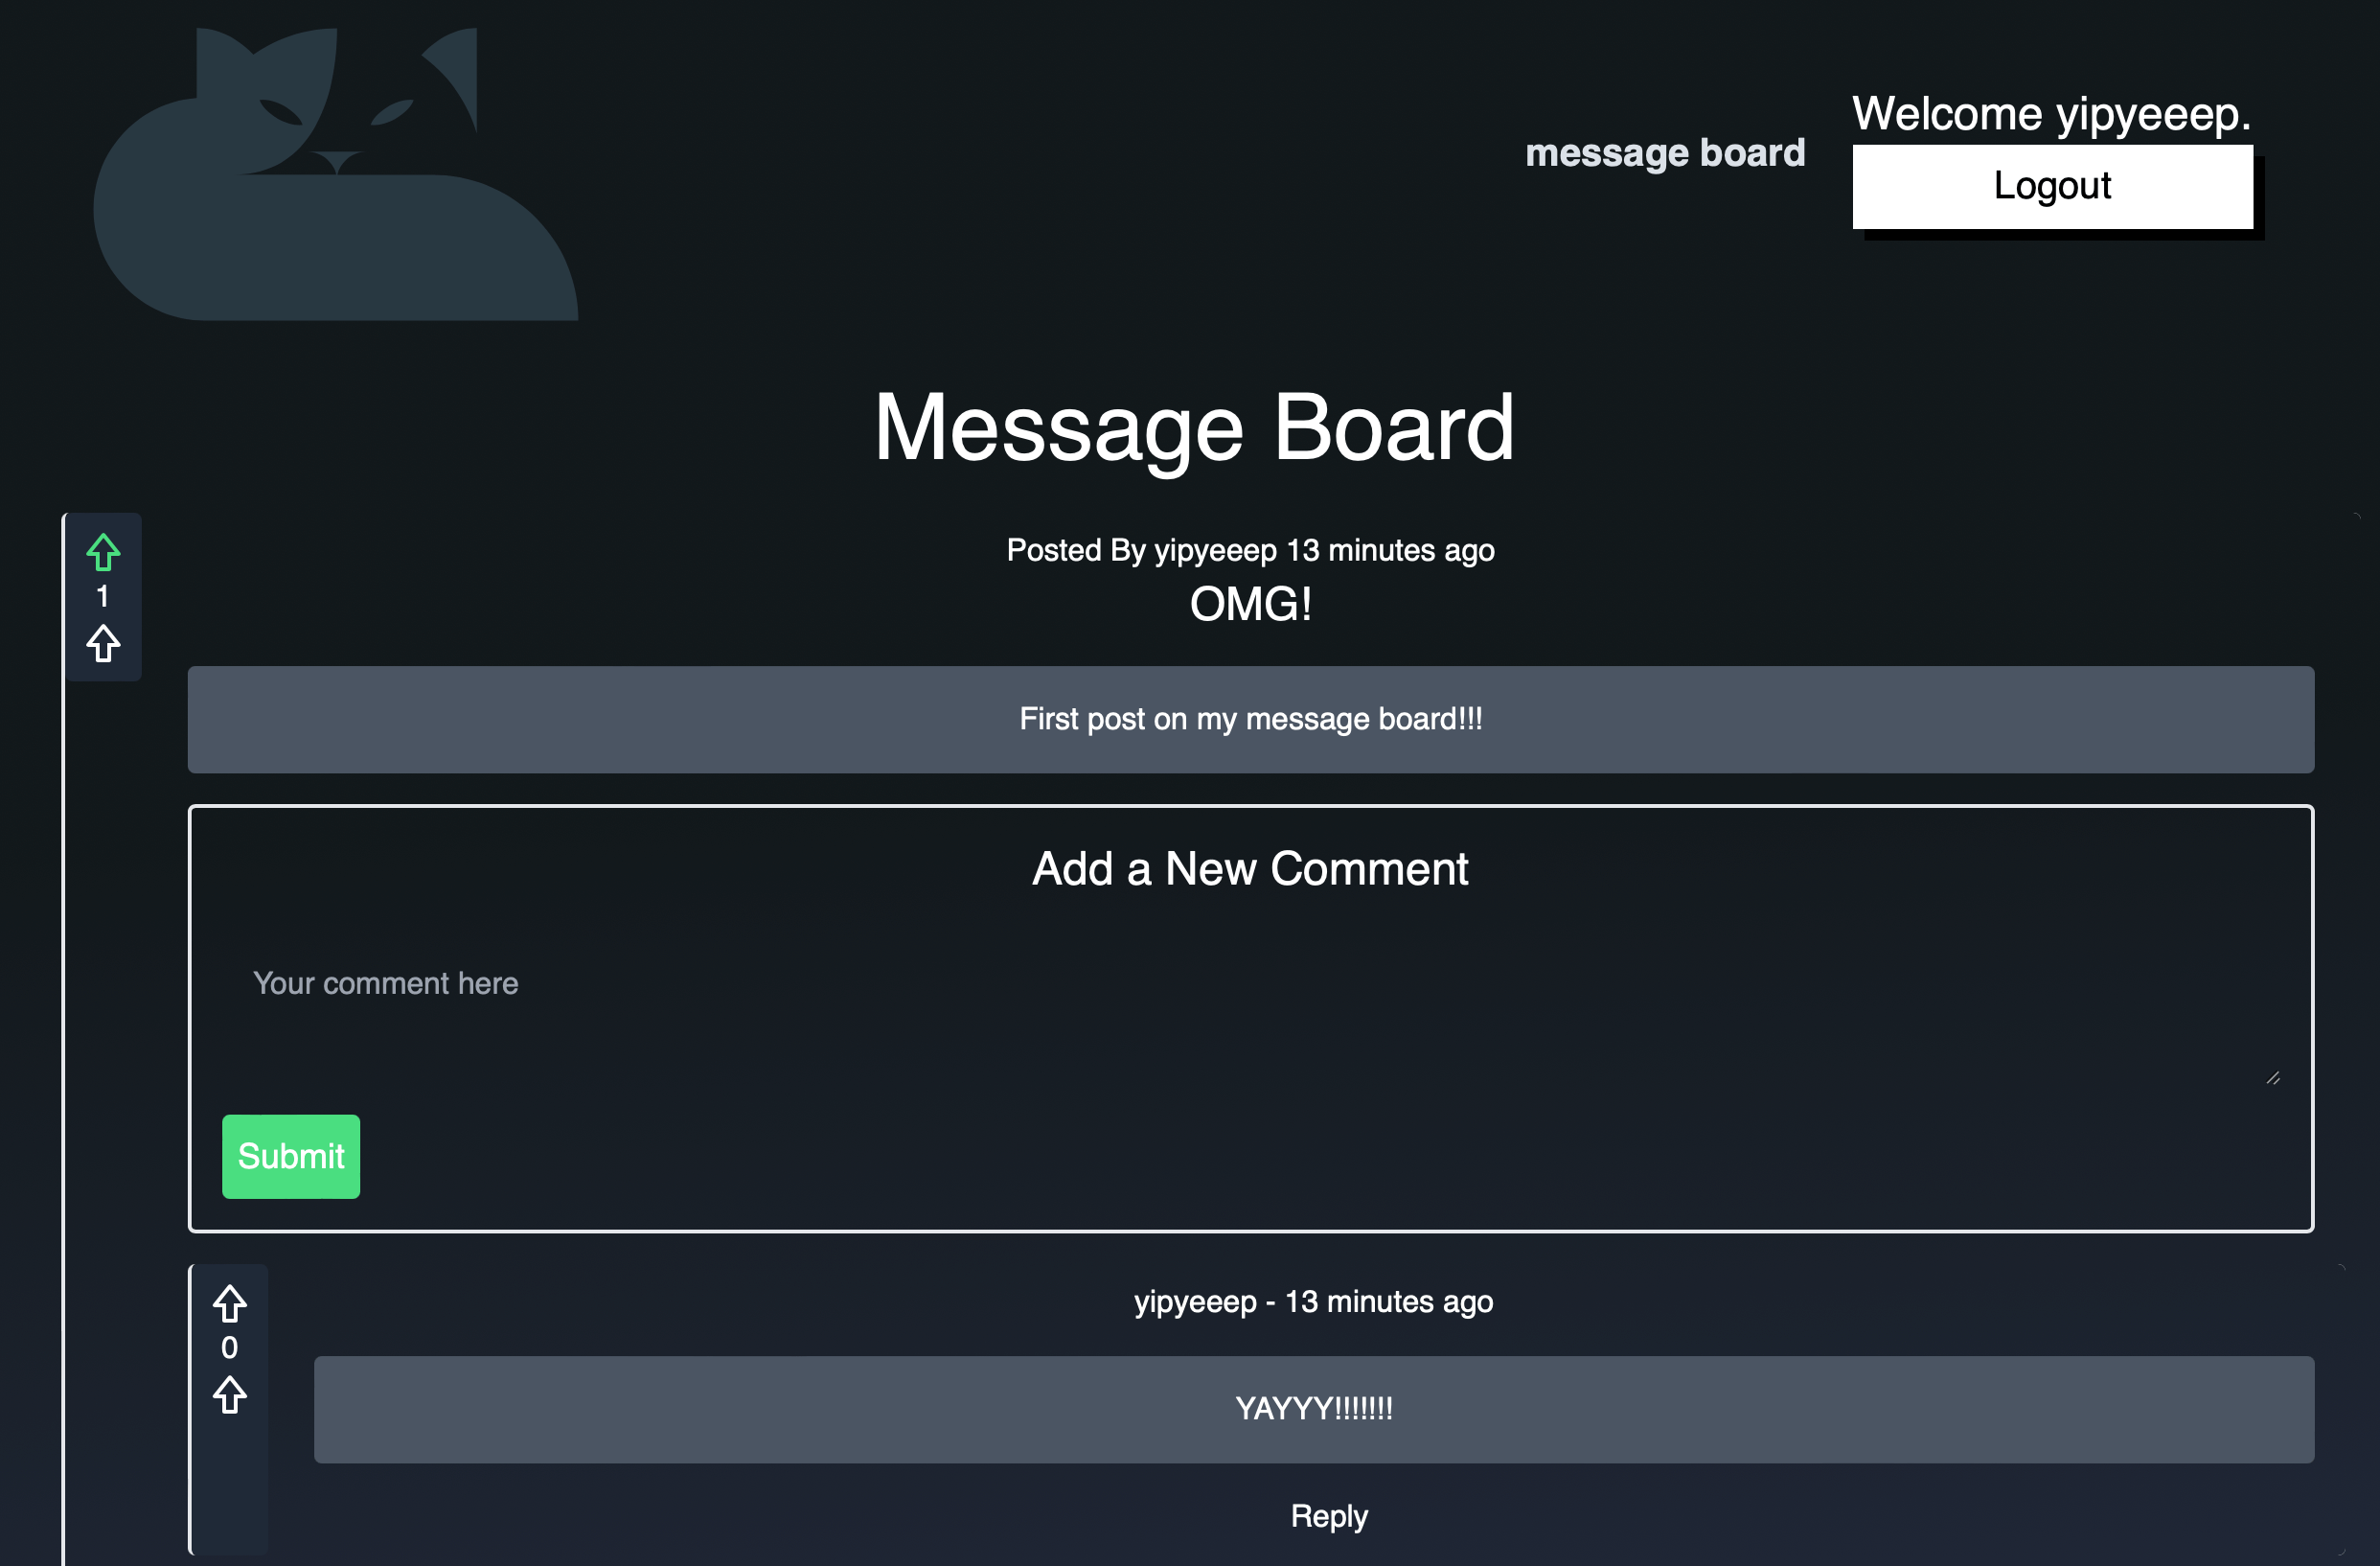 message board
Welcome yipyeeep.
Logout
Message Board
Posted By yipyeeep 13 minutes ago
1
OMG!
First post on my message board!!!
Add a New Comment
Your comment here
Submit
yipyeeep - 13 minutes ago
0
YAYYY!!!!!!!
Reply